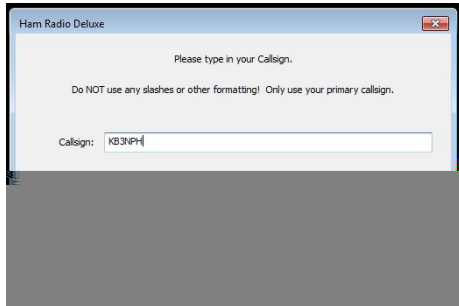 Ham Radio Deluxe
Please type in your Callsign.
Do NOT use any slashes or other formatting! Only use your primary callsign.
Callsign: KB3NPH